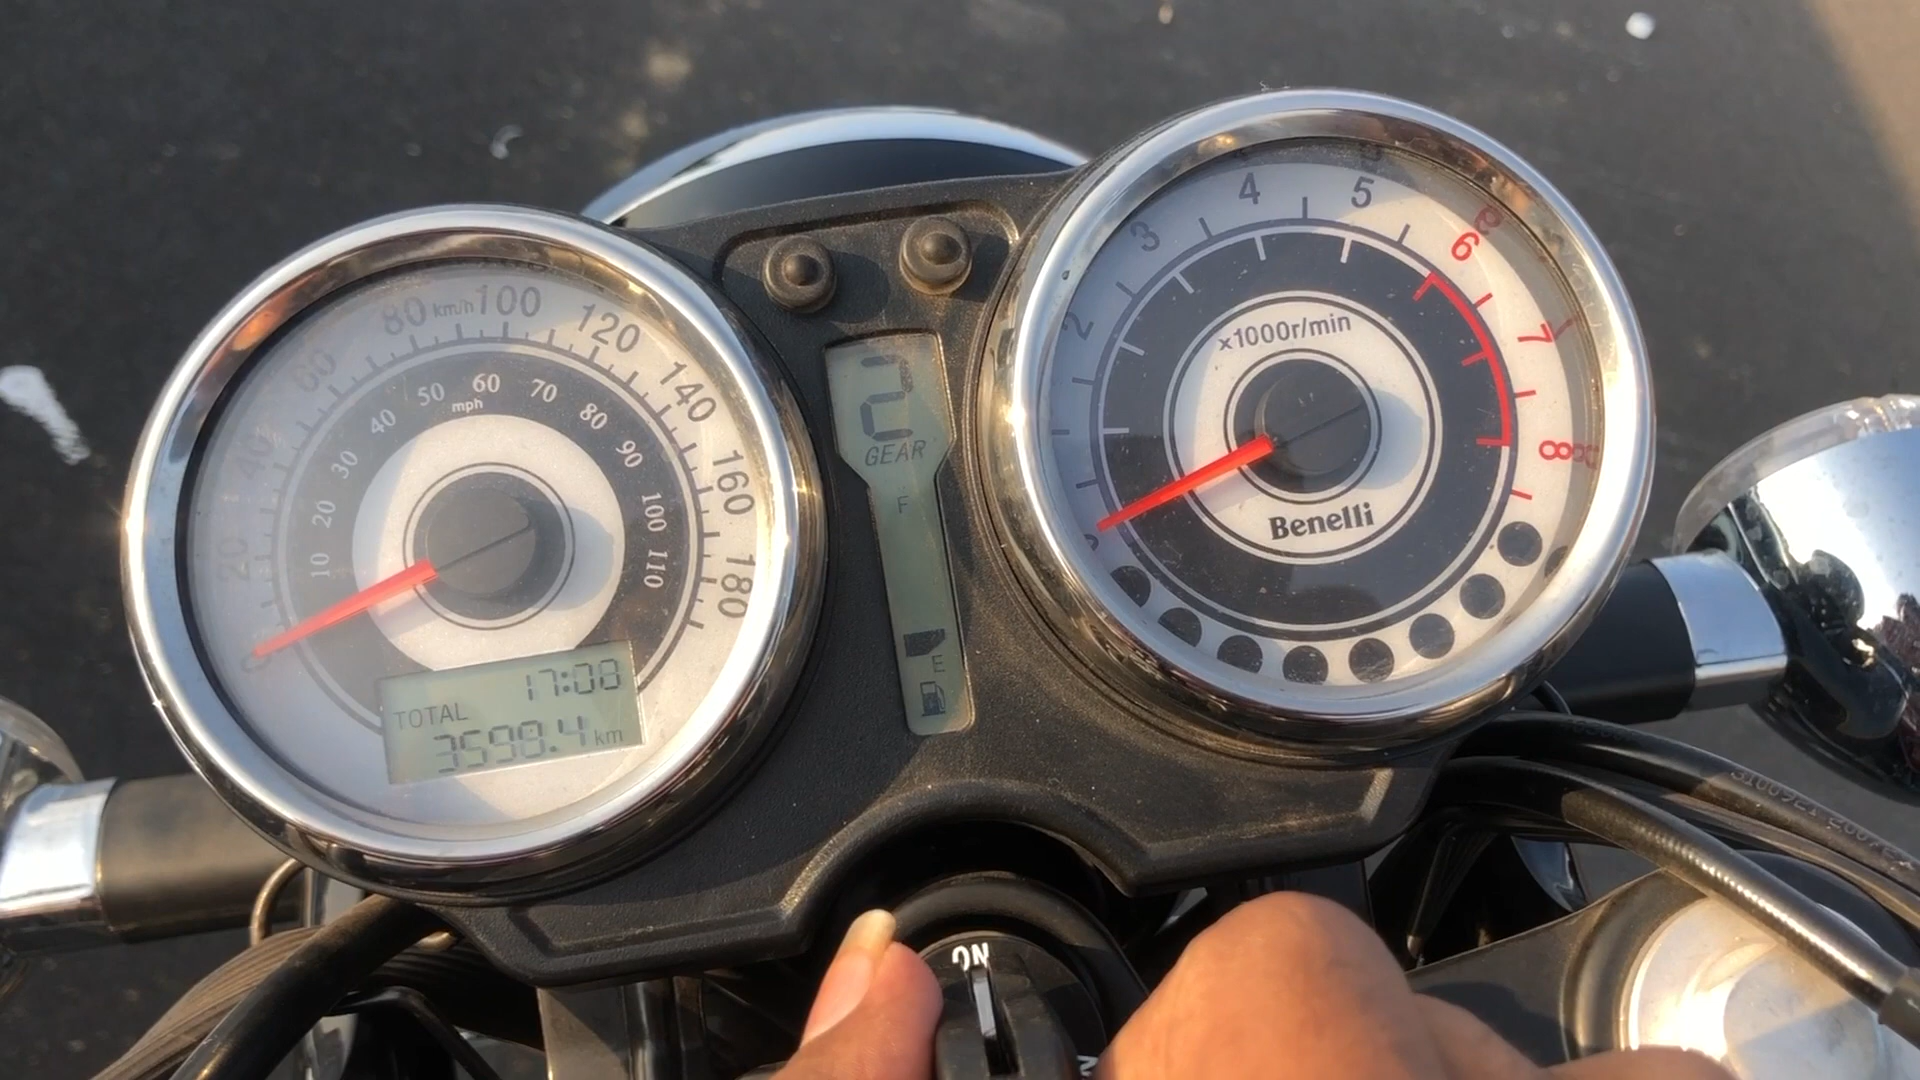 80 km/h 100
60 120
40 140
20 160
0 180
50 60 70
mph
40 80
30 90
20 100
10 110
17:08
TOTAL
3598.4 km
2
GEAR
F
E
4 5
3 6
2 7
8
x1000r/min
Benelli
ON